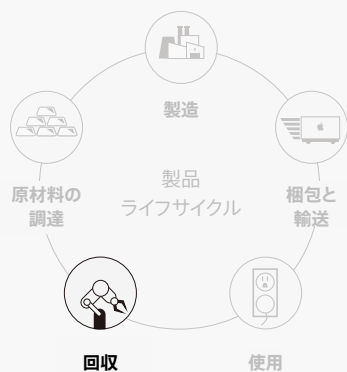 製造
原材料の
調達
製品
ライフサイクル
梱包と
輸送
回収
使用